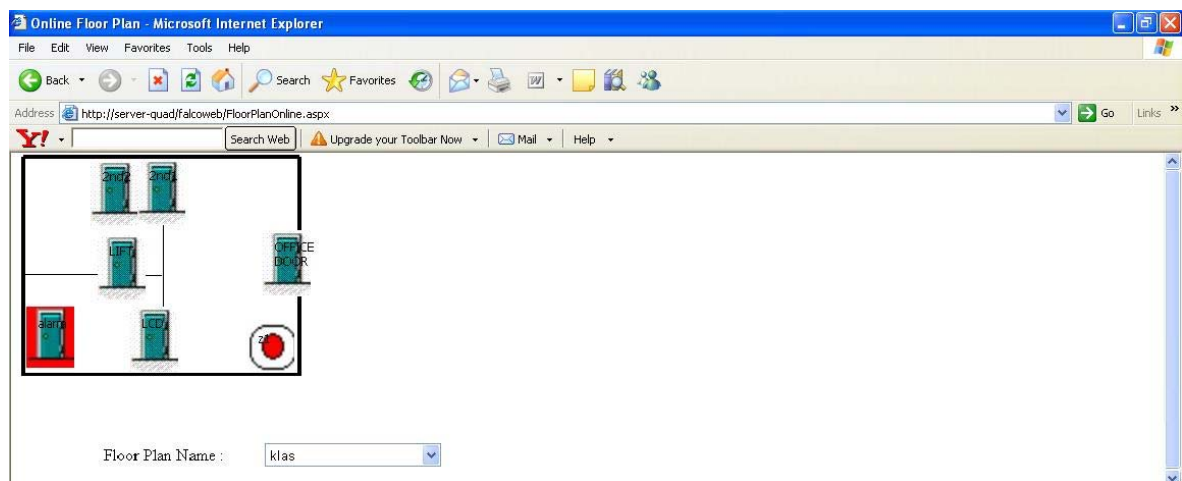 Online Floor Plan - Microsoft Internet Explorer
File Edit View Favorites Tools Help
Back Search Favorites
Address http://server-quad/falcoweb/FloorPlanOnline.aspx Go Links »
Y! Search Web Upgrade your Toolbar Now Mail Help
2nd2 2nd1
LIFT OFFICE
DOOR
alarm LCD
z1
Floor Plan Name : klas